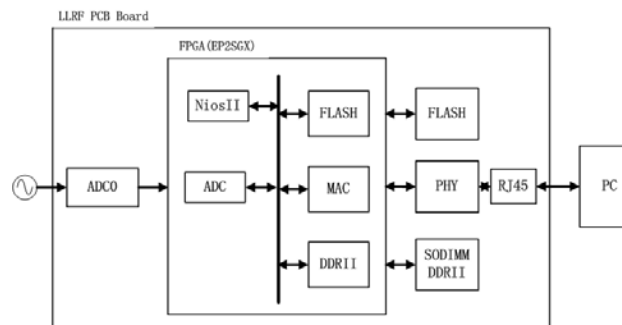 LLRF PCB Board
FPGA(EP2SGX)
NiosII
FLASH
FLASH
ADC0
ADC
MAC
PHY
RJ45
PC
DDRII
SODIMM
DDRII